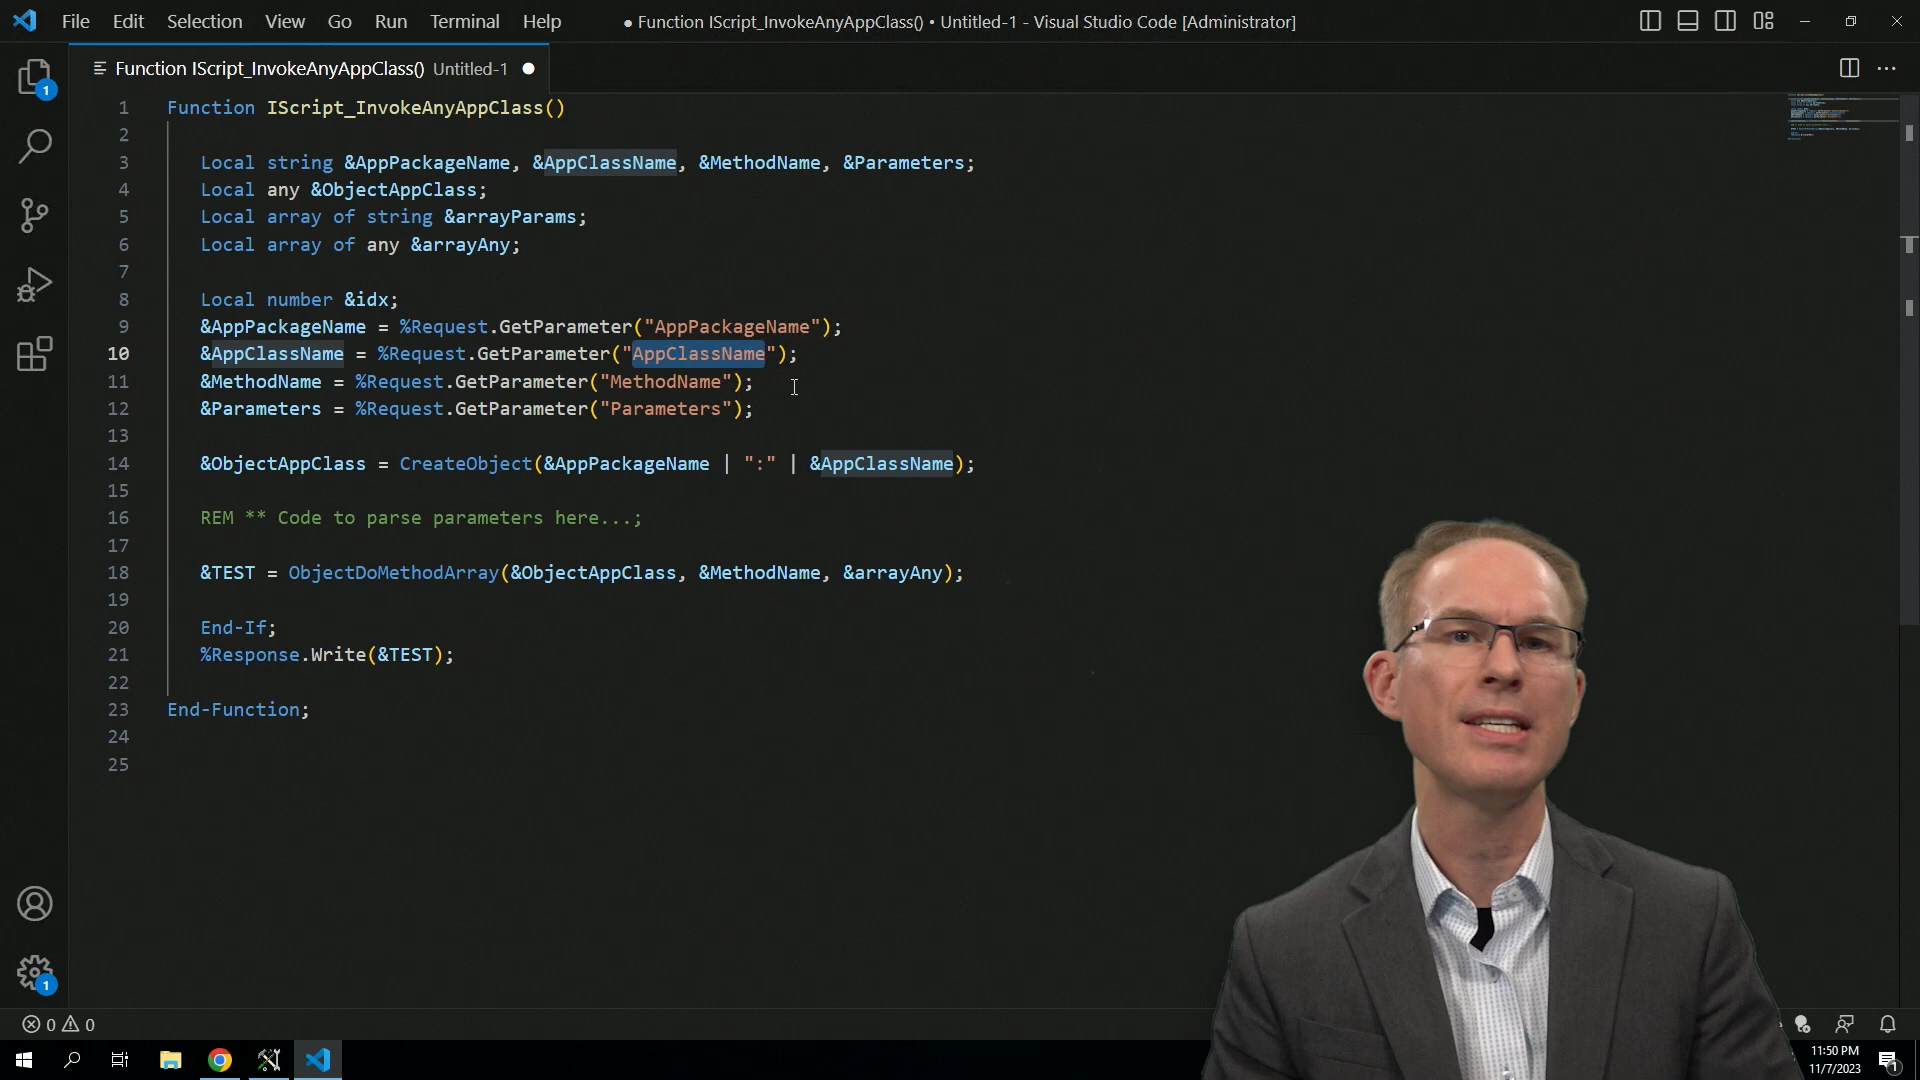 File Edit Selection View Go Run Terminal Help
● Function IScript_InvokeAnyAppClass() • Untitled-1 - Visual Studio Code [Administrator]
Function IScript_InvokeAnyAppClass() Untitled-1
1 Function IScript_InvokeAnyAppClass()
2
3 Local string &AppPackageName, &AppClassName, &MethodName, &Parameters;
4 Local any &ObjectAppClass;
5 Local array of string &arrayParams;
6 Local array of any &arrayAny;
7
8 Local number &idx;
9 &AppPackageName = %Request.GetParameter("AppPackageName");
10 &AppClassName = %Request.GetParameter("AppClassName");
11 &MethodName = %Request.GetParameter("MethodName");
12 &Parameters = %Request.GetParameter("Parameters");
13
14 &ObjectAppClass = CreateObject(&AppPackageName | ":" | &AppClassName);
15
16 REM ** Code to parse parameters here...;
17
18 &TEST = ObjectDoMethodArray(&ObjectAppClass, &MethodName, &arrayAny);
19
20 End-If;
21 %Response.Write(&TEST);
22
23 End-Function;
24
25
1
1
0 0
11:50 PM
11/7/2023
1